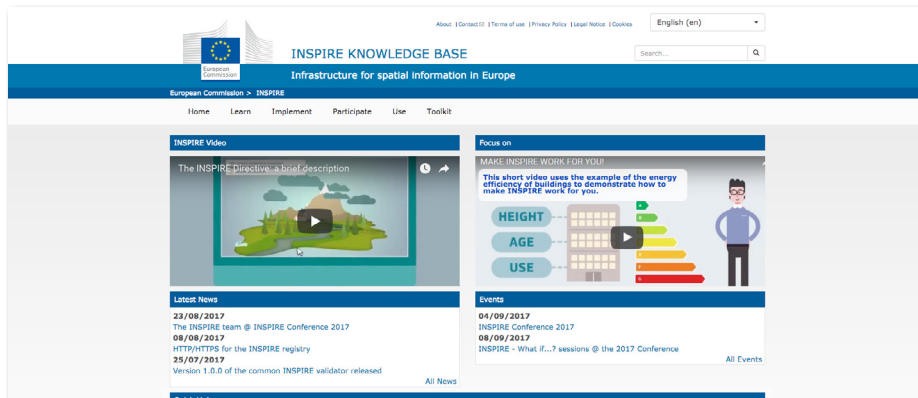 About | Contact | Terms of use | Privacy Policy | Legal Notice | Cookies
English (en)
European
Commission
INSPIRE KNOWLEDGE BASE
Search...
Infrastructure for spatial information in Europe
European Commission > INSPIRE
Home Learn Implement Participate Use Toolkit
INSPIRE Video
The INSPIRE Directive: a brief description
Focus on
MAKE INSPIRE WORK FOR YOU!
This short video uses the example of the energy
efficiency of buildings to demonstrate how to
make INSPIRE work for you.
HEIGHT
AGE
USE
A
G
Latest News
23/08/2017
The INSPIRE team @ INSPIRE Conference 2017
08/08/2017
HTTP/HTTPS for the INSPIRE registry
25/07/2017
Version 1.0.0 of the common INSPIRE validator released
All News
Events
04/09/2017
INSPIRE Conference 2017
08/09/2017
INSPIRE - What if...? sessions @ the 2017 Conference
All Events